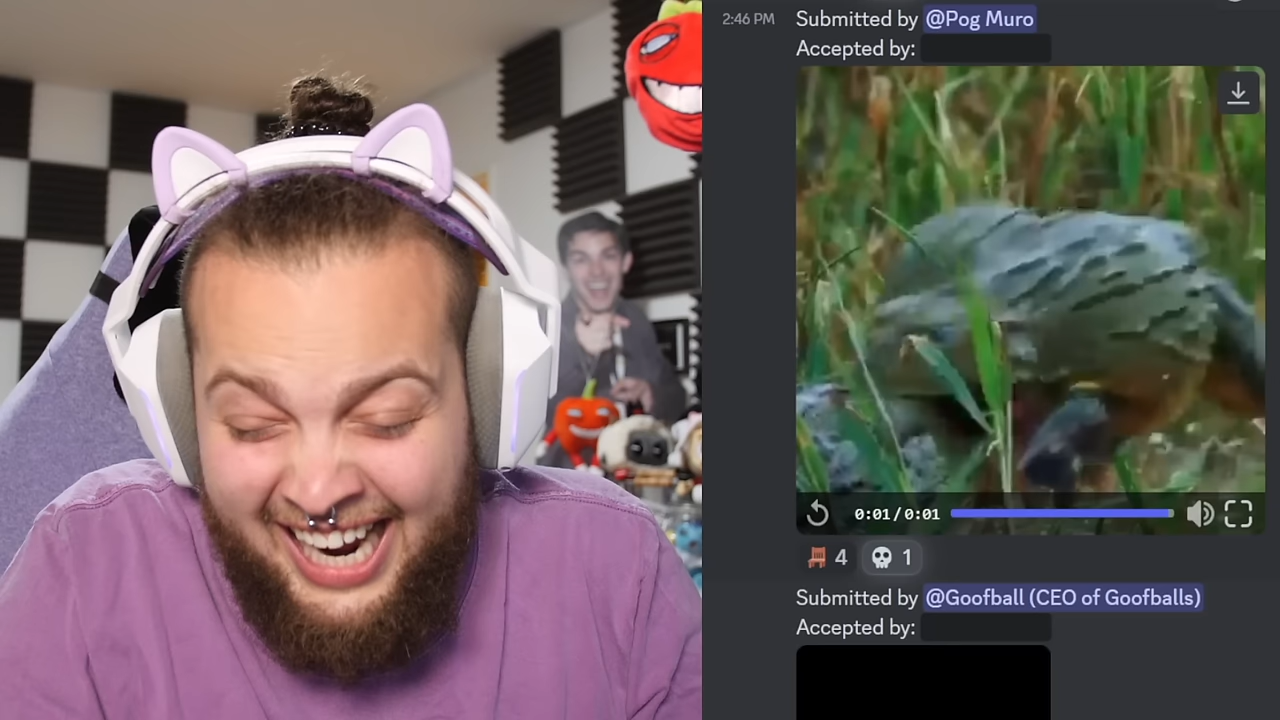 2:46 PM
Submitted by @Pog Muro
Accepted by:
0:01/0:01
4
1
Submitted by @Goofball (CEO of Goofballs)
Accepted by: